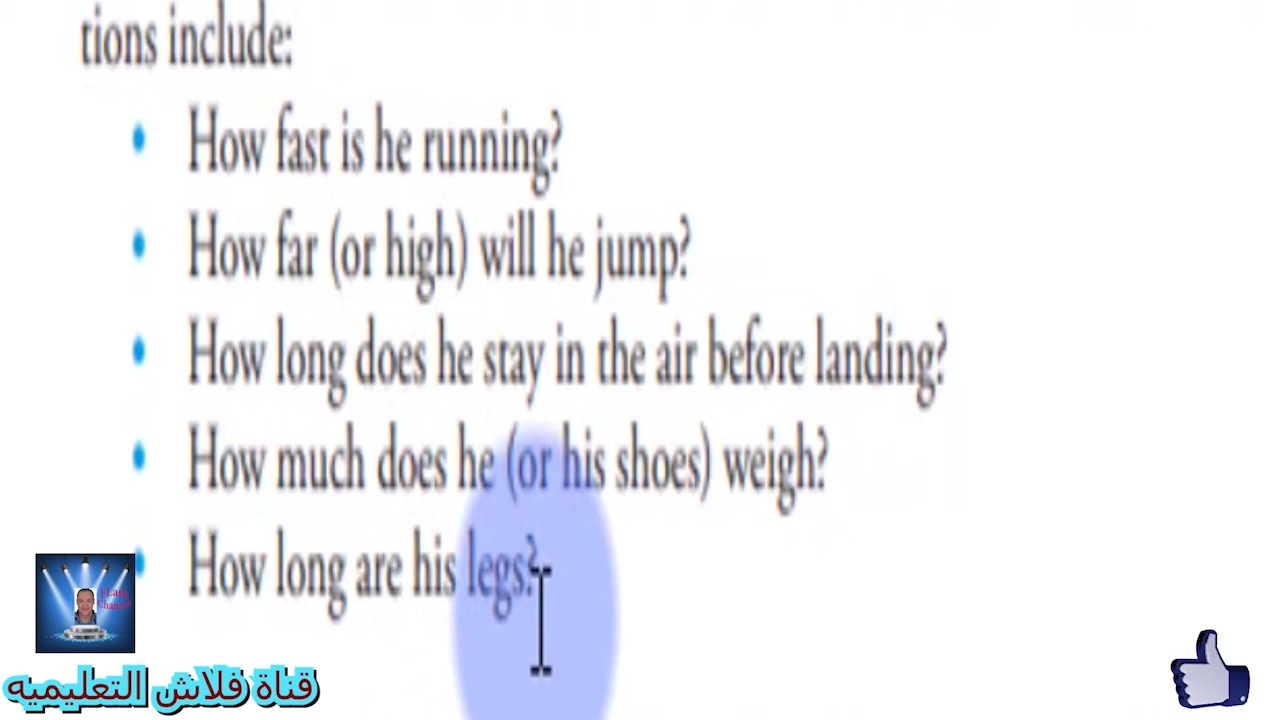 tions include:
• How fast is he running?
• How far (or high) will he jump?
• How long does he stay in the air before landing?
• How much does he (or his shoes) weigh?
• How long are his legs?
FLash
Channel
قناة فلاش التعليميه